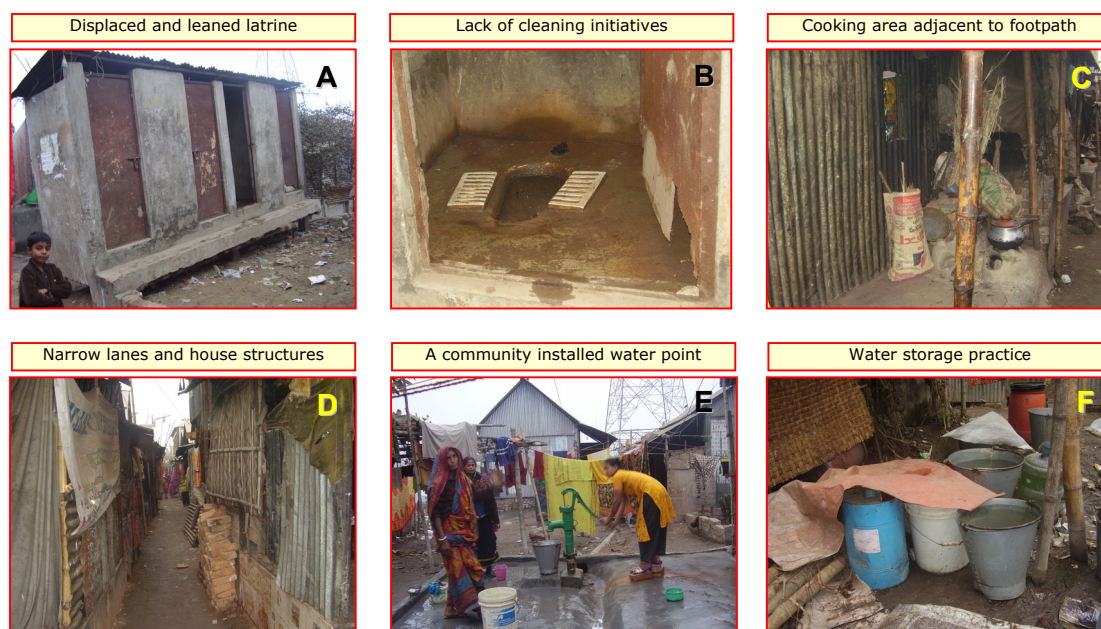 Displaced and leaned latrine
Lack of cleaning initiatives
Cooking area adjacent to footpath
A
B
C
Narrow lanes and house structures
A community installed water point
Water storage practice
D
E
F